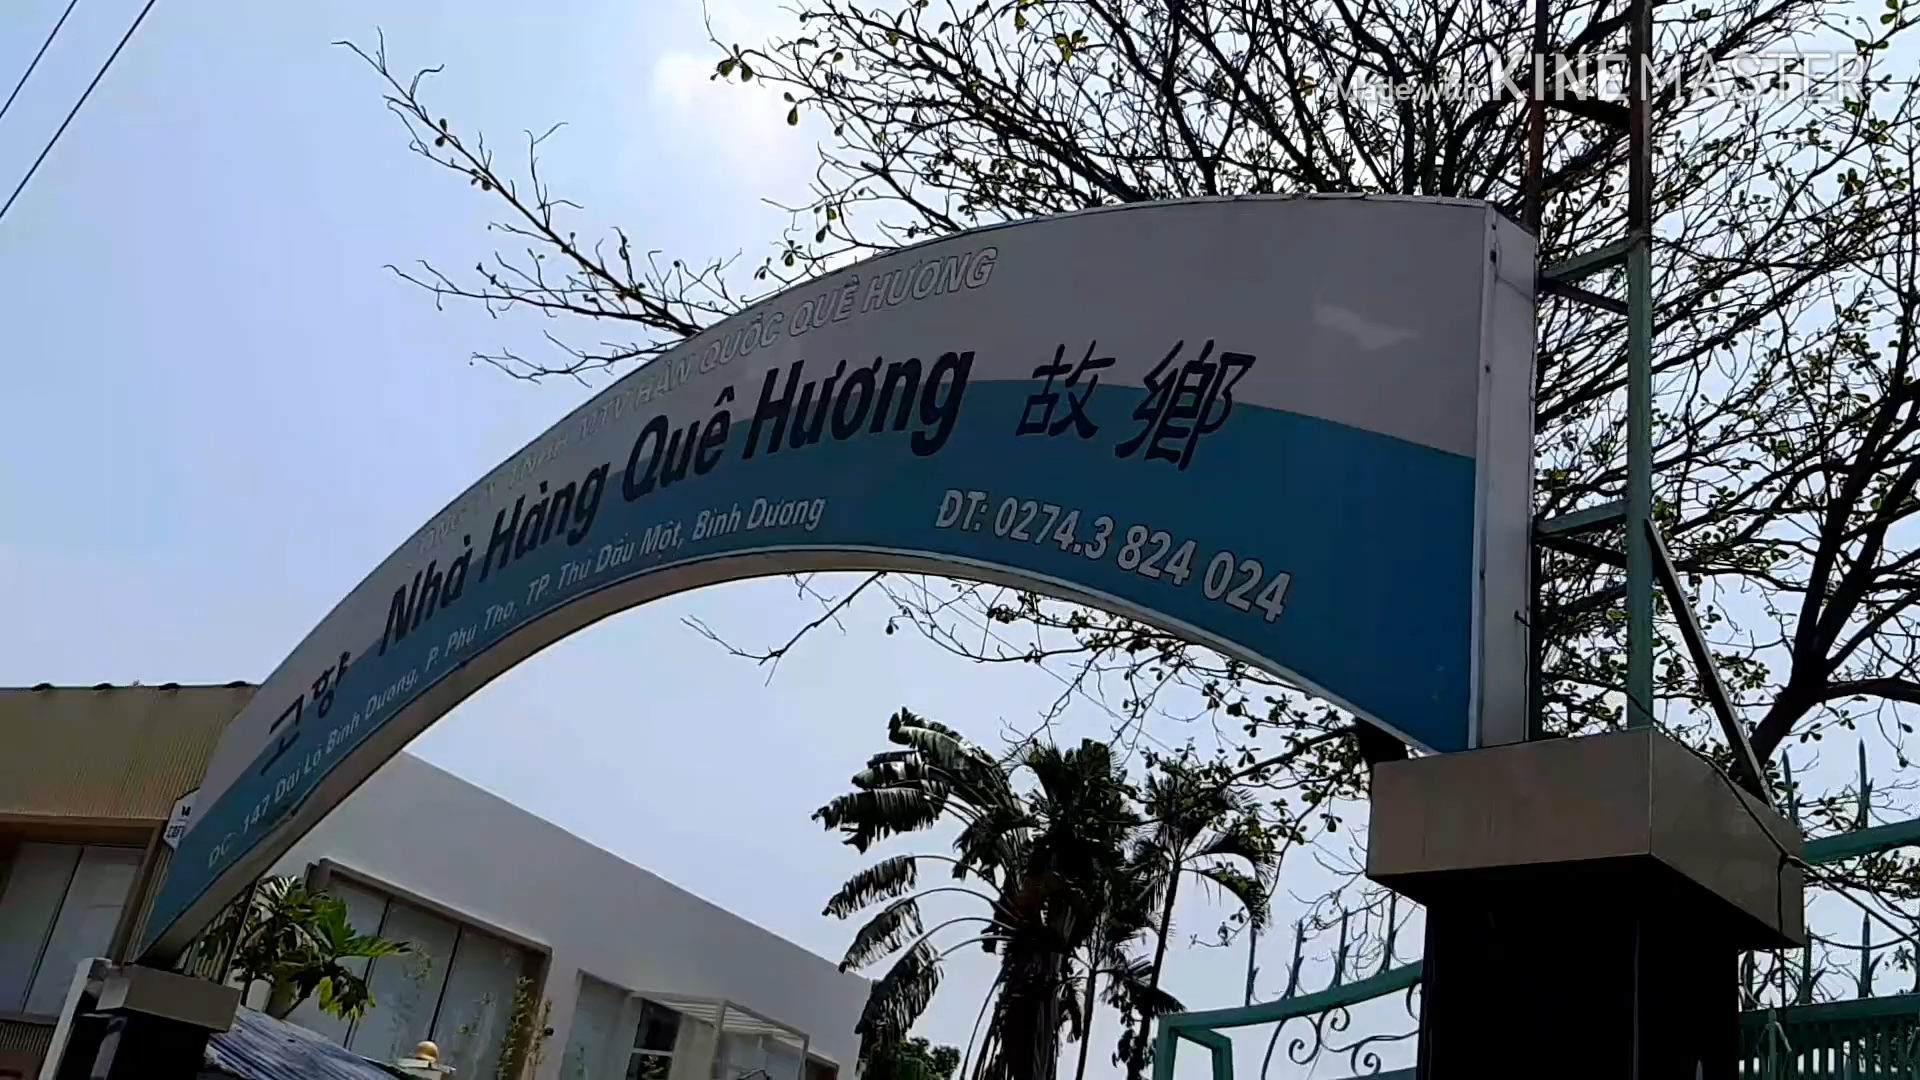 Made with KINEMASTER
CÔNG TY TNHH MTV HÀN QUỐC QUÊ HƯƠNG
고향 Nhà Hàng Quê Hương 故鄕
ĐC: 147 Đại Lộ Bình Dương, P. Phú Thọ, TP. Thủ Dầu Một, Bình Dương
ĐT: 0274.3 824 024